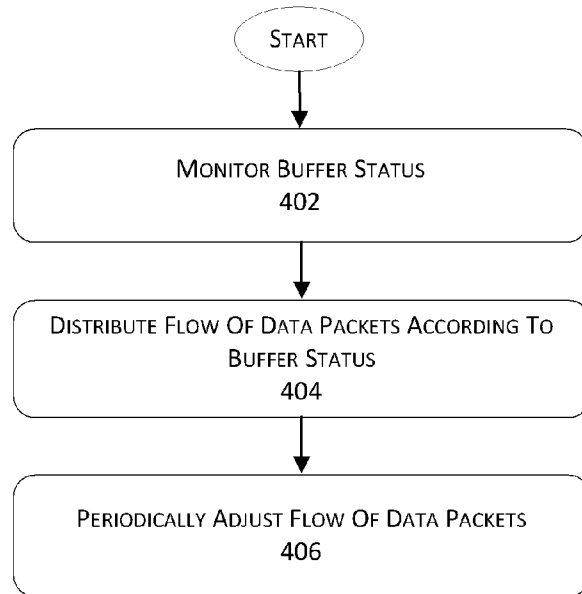 START
MONITOR BUFFER STATUS
402
DISTRIBUTE FLOW OF DATA PACKETS ACCORDING TO
BUFFER STATUS
404
PERIODICALLY ADJUST FLOW OF DATA PACKETS
406